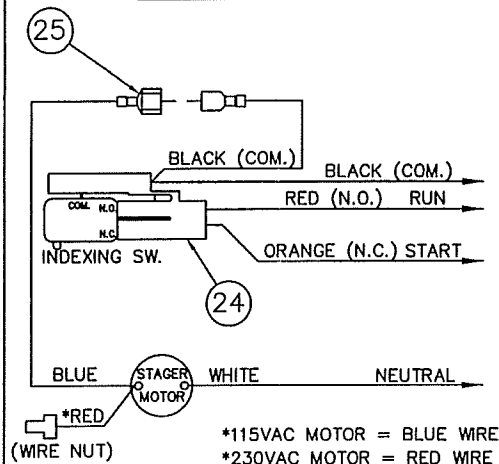 25
BLACK (COM.)
BLACK (COM.)
RED (N.O.) RUN
COM. N.O.
N.C.
INDEXING SW.
ORANGE (N.C.) START
24
BLUE STAGER MOTOR WHITE NEUTRAL
*RED
(WIRE NUT)
*115VAC MOTOR = BLUE WIRE
*230VAC MOTOR = RED WIRE